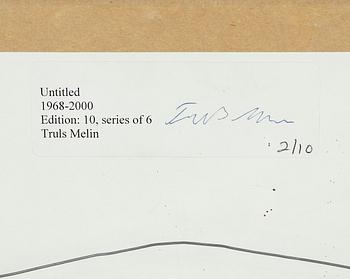 Untitled
1968-2000
Edition: 10, series of 6
Truls Melin
2/10